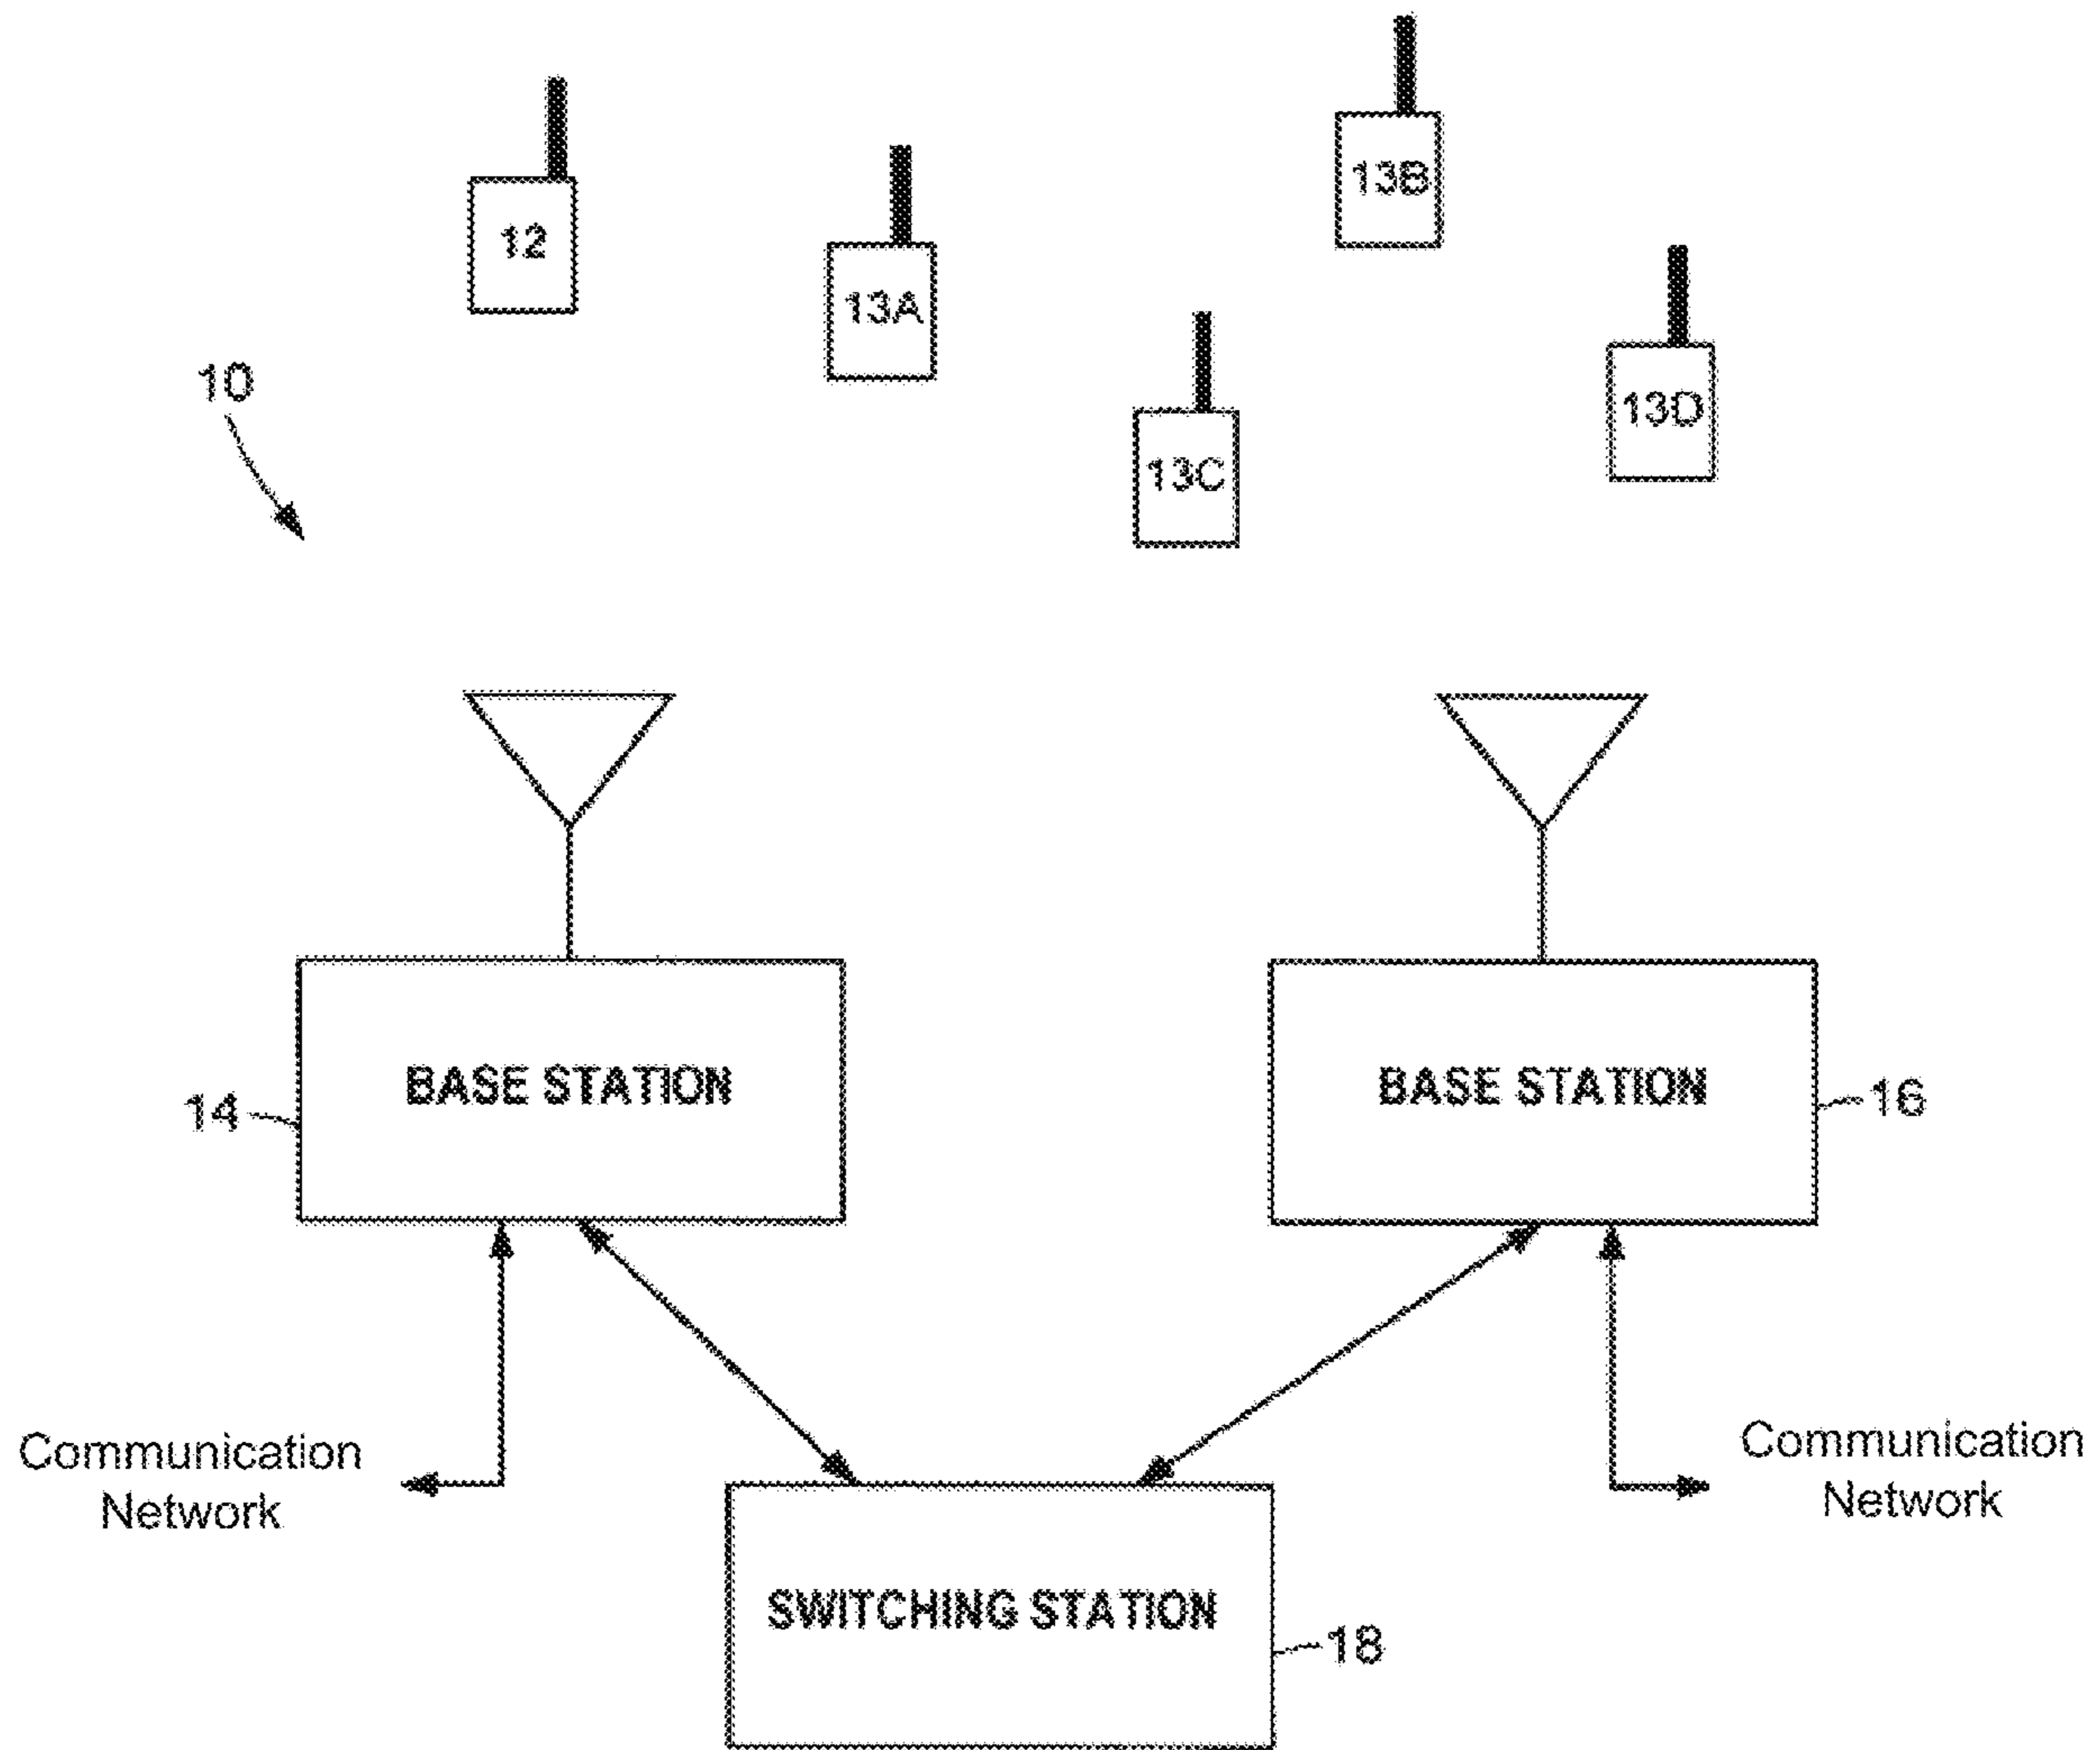 13B
12
13A
10
13D
13C
BASE STATION
BASE STATION
14
16
Communication
Network
Communication
Network
SWITCHING STATION
18